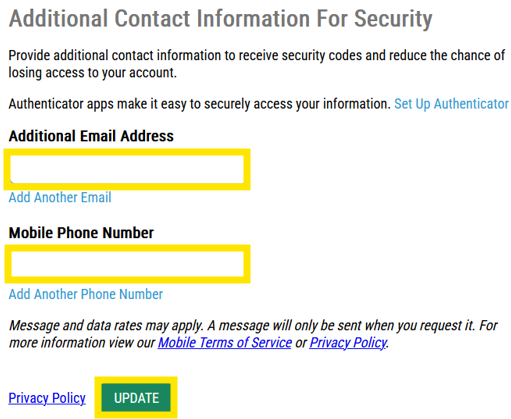 Additional Contact Information For Security
Provide additional contact information to receive security codes and reduce the chance of
losing access to your account.
Authenticator apps make it easy to securely access your information. Set Up Authenticator
Additional Email Address
Add Another Email
Mobile Phone Number
Add Another Phone Number
Message and data rates may apply. A message will only be sent when you request it. For
more information view our Mobile Terms of Service or Privacy Policy.
Privacy Policy UPDATE